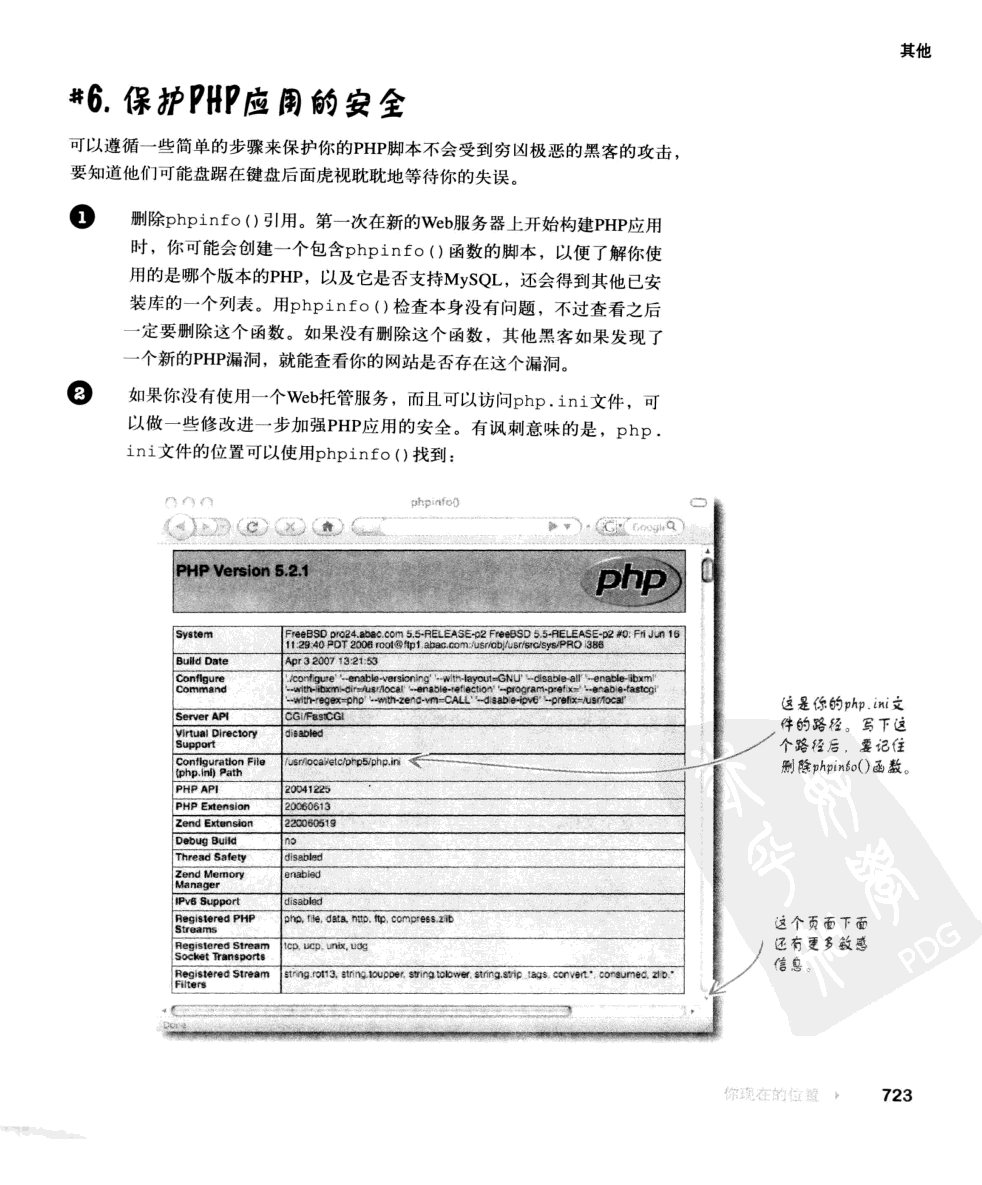 其他
#6. 保护PHP应用的安全
可以遵循一些简单的步骤来保护你的PHP脚本不会受到穷凶极恶的黑客的攻击，
要知道他们可能盘踞在键盘后面虎视眈眈地等待你的失误。
1 删除phpinfo()引用。第一次在新的Web服务器上开始构建PHP应用
时，你可能会创建一个包含phpinfo()函数的脚本，以便了解你使
用的是哪个版本的PHP，以及它是否支持MySQL，还会得到其他已安
装库的一个列表。用phpinfo()检查本身没有问题，不过查看之后
一定要删除这个函数。如果没有删除这个函数，其他黑客如果发现了
一个新的PHP漏洞，就能查看你的网站是否存在这个漏洞。
2 如果你没有使用一个Web托管服务，而且可以访问php.ini文件，可
以做一些修改进一步加强PHP应用的安全。有讽刺意味的是，php.
ini文件的位置可以使用phpinfo()找到：
phpinfo()
Google
PHP Version 5.2.1
php
System FreeBSD pro24.abac.com 5.5-RELEASE-p2 FreeBSD 5.5-RELEASE-p2 #0: Fri Jun 16
11:29:40 PDT 2006 root@ftp1.abac.com:/usr/obj/usr/src/sys/PRO i386
Build Date Apr 3 2007 13:21:53
Configure './configure' '--enable-versioning' '--with-layout=GNU' '--disable-all' '--enable-libxml'
Command '--with-libxml-dir=/usr/local' '--enable-reflection' '--program-prefix=' '--enable-fastcgi'
'--with-regex=php' '--with-zend-vm=CALL' '--disable-ipv6' '--prefix=/usr/local'
Server API CGI/FastCGI
Virtual Directory disabled
Support
Configuration File /usr/local/etc/php5/php.ini
(php.ini) Path
PHP API 20041225
PHP Extension 20060613
Zend Extension 220060519
Debug Build no
Thread Safety disabled
Zend Memory enabled
Manager
IPv6 Support disabled
Registered PHP php, file, data, http, ftp, compress.zlib
Streams
Registered Stream tcp, udp, unix, udg
Socket Transports
Registered Stream string.rot13, string.toupper, string.tolower, string.strip_tags, convert.*, consumed, zlib.*
Filters
Done
这是你的php.ini文
件的路径。写下这
个路径后，要记住
删除phpinfo()函数。
这个页面下面
还有更多敏感
信息。
PDG
你现在的位置 723